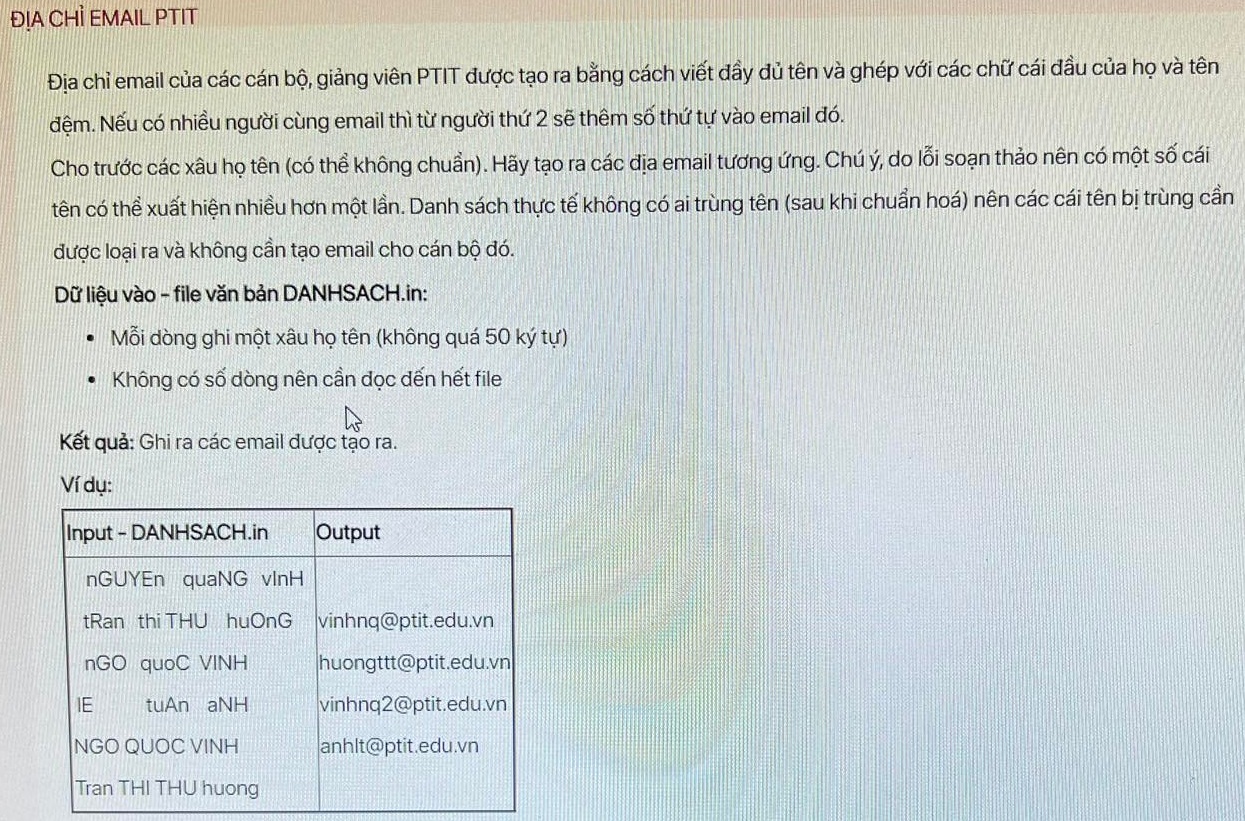 ĐỊA CHỈ EMAIL PTIT
Địa chỉ email của các cán bộ, giảng viên PTIT được tạo ra bằng cách viết đầy đủ tên và ghép với các chữ cái đầu của họ và tên
đệm. Nếu có nhiều người cùng email thì từ người thứ 2 sẽ thêm số thứ tự vào email đó.
Cho trước các xâu họ tên (có thể không chuẩn). Hãy tạo ra các địa email tương ứng. Chú ý, do lỗi soạn thảo nên có một số cái
tên có thể xuất hiện nhiều hơn một lần. Danh sách thực tế không có ai trùng tên (sau khi chuẩn hoá) nên các cái tên bị trùng cần
được loại ra và không cần tạo email cho cán bộ đó.
Dữ liệu vào - file văn bản DANHSACH.in:
• Mỗi dòng ghi một xâu họ tên (không quá 50 ký tự)
• Không có số dòng nên cần đọc đến hết file
Kết quả: Ghi ra các email được tạo ra.
Ví dụ:
Input - DANHSACH.in Output
nGUYEn quaNG vInH
tRan thi THU huOnG vinhnq@ptit.edu.vn
nGO quoC VINH huongttt@ptit.edu.vn
lE tuAn aNH vinhnq2@ptit.edu.vn
NGO QUOC VINH anhlt@ptit.edu.vn
Tran THI THU huong